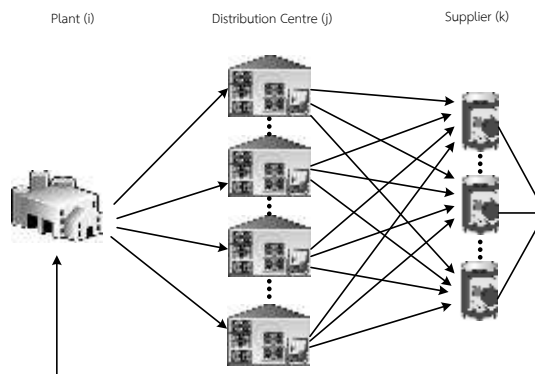 Plant (i)
Distribution Centre (j)
Supplier (k)